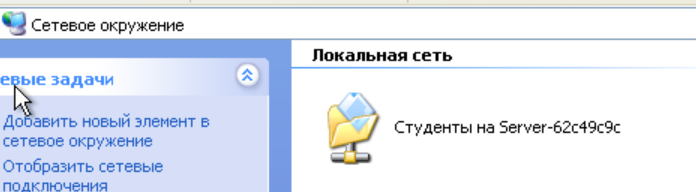 Сетевое окружение
Локальная сеть
евые задачи
Студенты на Server-62c49c9c
Добавить новый элемент в
сетевое окружение
Отобразить сетевые
подключения